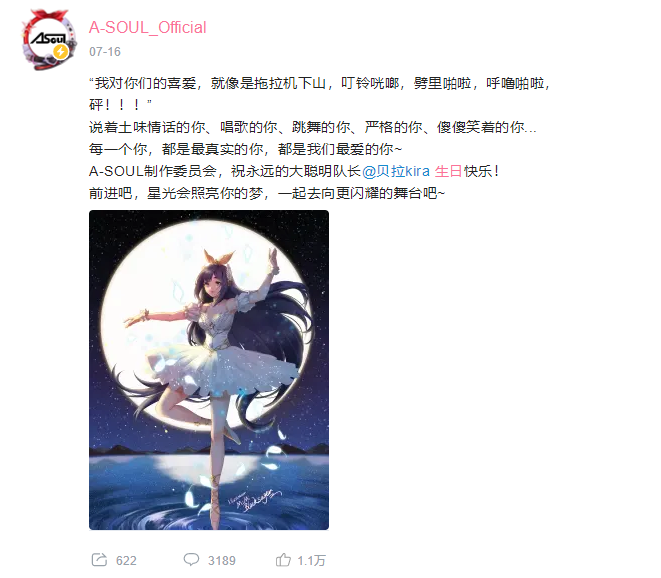 ASoul
A-SOUL_Official
07-16
“我对你们的喜爱，就像是拖拉机下山，叮铃咣啷，劈里啪啦，呼噜啪啦，
砰！！！”
说着土味情话的你、唱歌的你、跳舞的你、严格的你、傻傻笑着的你...
每一个你，都是最真实的你，都是我们最爱的你~
A-SOUL制作委员会，祝永远的大聪明队长@贝拉kira 生日快乐！
前进吧，星光会照亮你的梦，一起去向更闪耀的舞台吧~
622
3189
1.1万